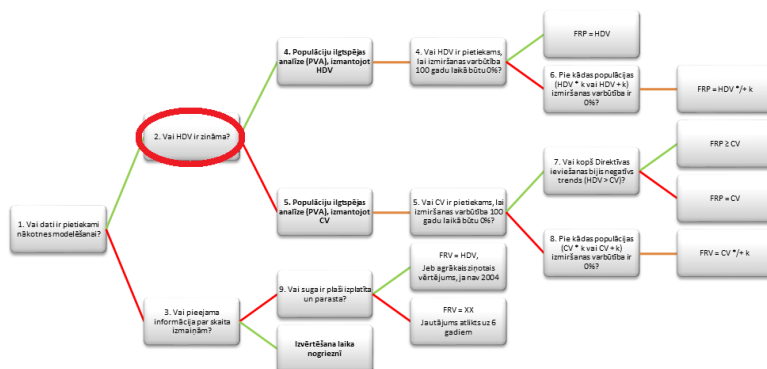 1. Vai dati ir pietiekami
nākotnes modelēšanai?
2. Vai HDV ir zināma?
3. Vai pieejama
informācija par skaita
izmaiņām?
4. Populāciju ilgtspējas
analīze (PVA), izmantojot
HDV
5. Populāciju ilgtspējas
analīze (PVA), izmantojot
CV
9. Vai suga ir plaši izplatīta
un parasta?
Izvērtēšana laika
nogrieznī
4. Vai HDV ir pietiekams,
lai izmiršanas varbūtība
100 gadu laikā būtu 0%?
5. Vai CV ir pietiekams, lai
izmiršanas varbūtība 100
gadu laikā būtu 0%?
FRV = HDV,
Jeb agrākais ziņotais
vērtējums, ja nav 2004
FRV = XX
Jautājums atlikts uz 6
gadiem
FRP = HDV
6. Pie kādas populācijas
(HDV * k vai HDV + k)
izmiršanas varbūtība ir
0%?
7. Vai kopš Direktīvas
ieviešanas bijis negatīvs
trends (HDV > CV)?
8. Pie kādas populācijas
(CV * k vai CV + k)
izmiršanas varbūtība ir
0%?
FRP = HDV */+ k
FRP ≥ CV
FRP = CV
FRV = CV */+ k